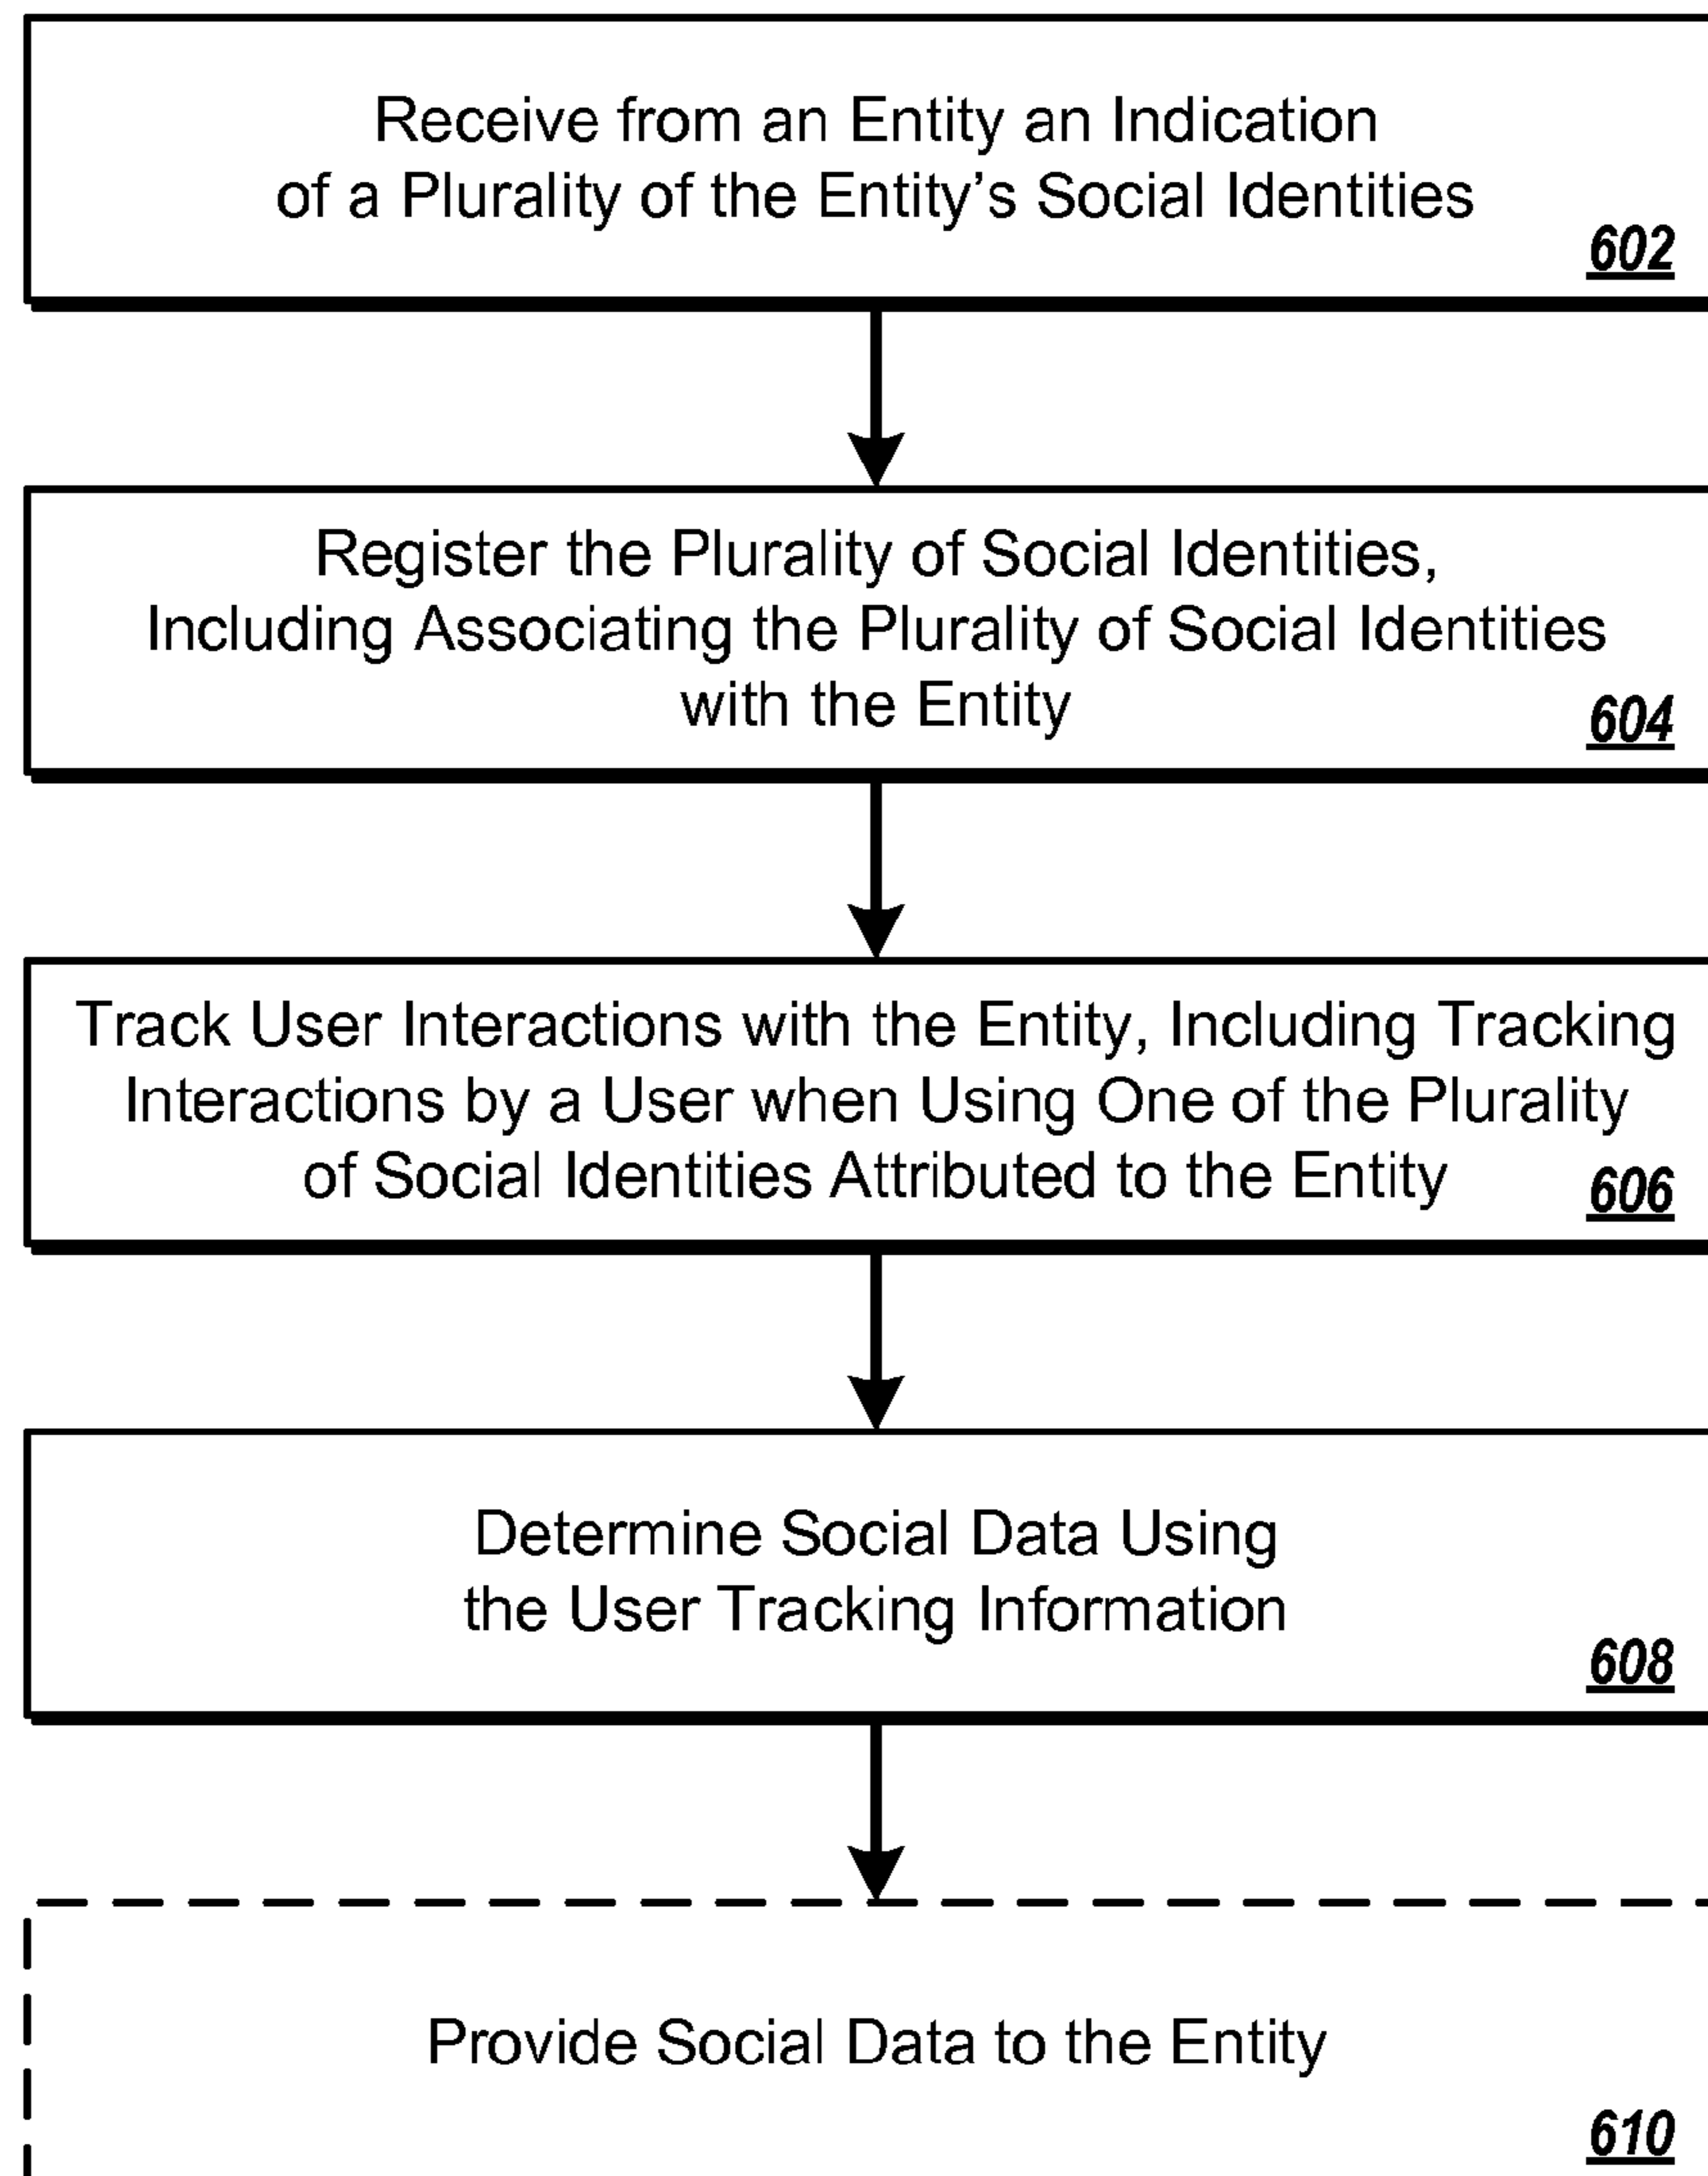 Receive from an Entity an Indication
of a Plurality of the Entity's Social Identities
602
Register the Plurality of Social Identities,
Including Associating the Plurality of Social Identities
with the Entity
604
Track User Interactions with the Entity, Including Tracking
Interactions by a User when Using One of the Plurality
of Social Identities Attributed to the Entity
606
Determine Social Data Using
the User Tracking Information
608
Provide Social Data to the Entity
610